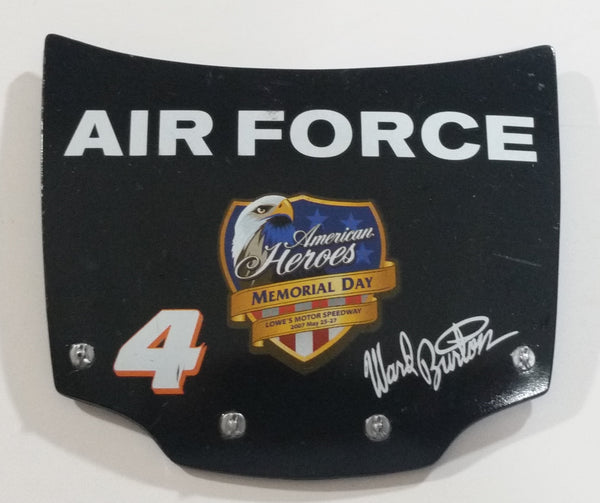 AIR FORCE
American
Heroes
MEMORIAL DAY
LOWE'S MOTOR SPEEDWAY
2007 May 25-27
4
Ward Burton